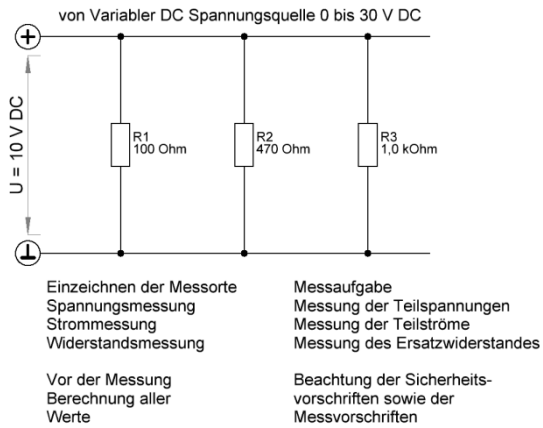 von Variabler DC Spannungsquelle 0 bis 30 V DC
U = 10 V DC
R1
100 Ohm
R2
470 Ohm
R3
1,0 kOhm
Einzeichnen der Messorte
Spannungsmessung
Strommessung
Widerstandsmessung
Messaufgabe
Messung der Teilspannungen
Messung der Teilströme
Messung des Ersatzwiderstandes
Vor der Messung
Berechnung aller
Werte
Beachtung der Sicherheits-
vorschriften sowie der
Messvorschriften